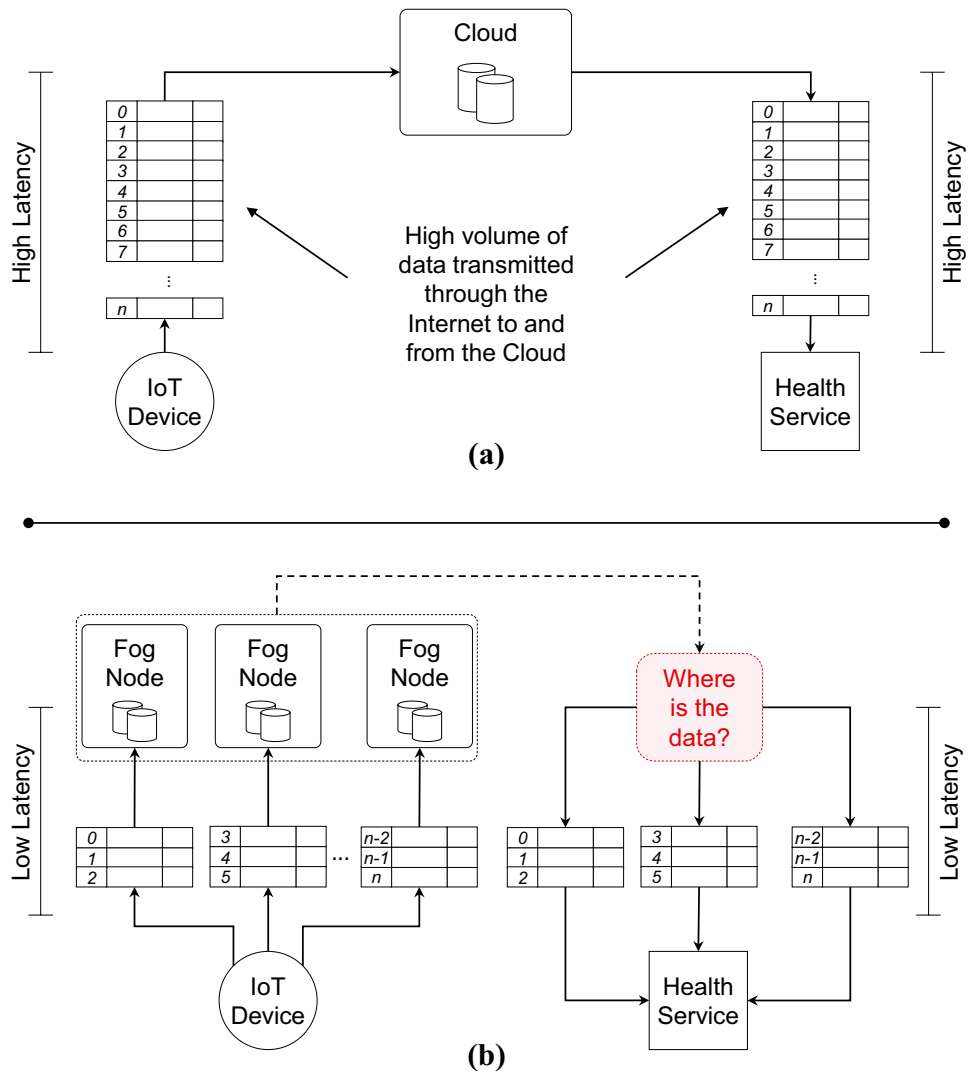 Cloud
High Latency
0
1
2
3
4
5
6
7
...
n
IoT
Device
High volume of
data transmitted
through the
Internet to and
from the Cloud
0
1
2
3
4
5
6
7
...
n
Health
Service
High Latency
(a)
Fog
Node
Fog
Node
Fog
Node
Where
is the
data?
Low Latency
0
1
2
3
4
5
...
n-2
n-1
n
IoT
Device
0
1
2
3
4
5
n-2
n-1
n
Health
Service
Low Latency
(b)